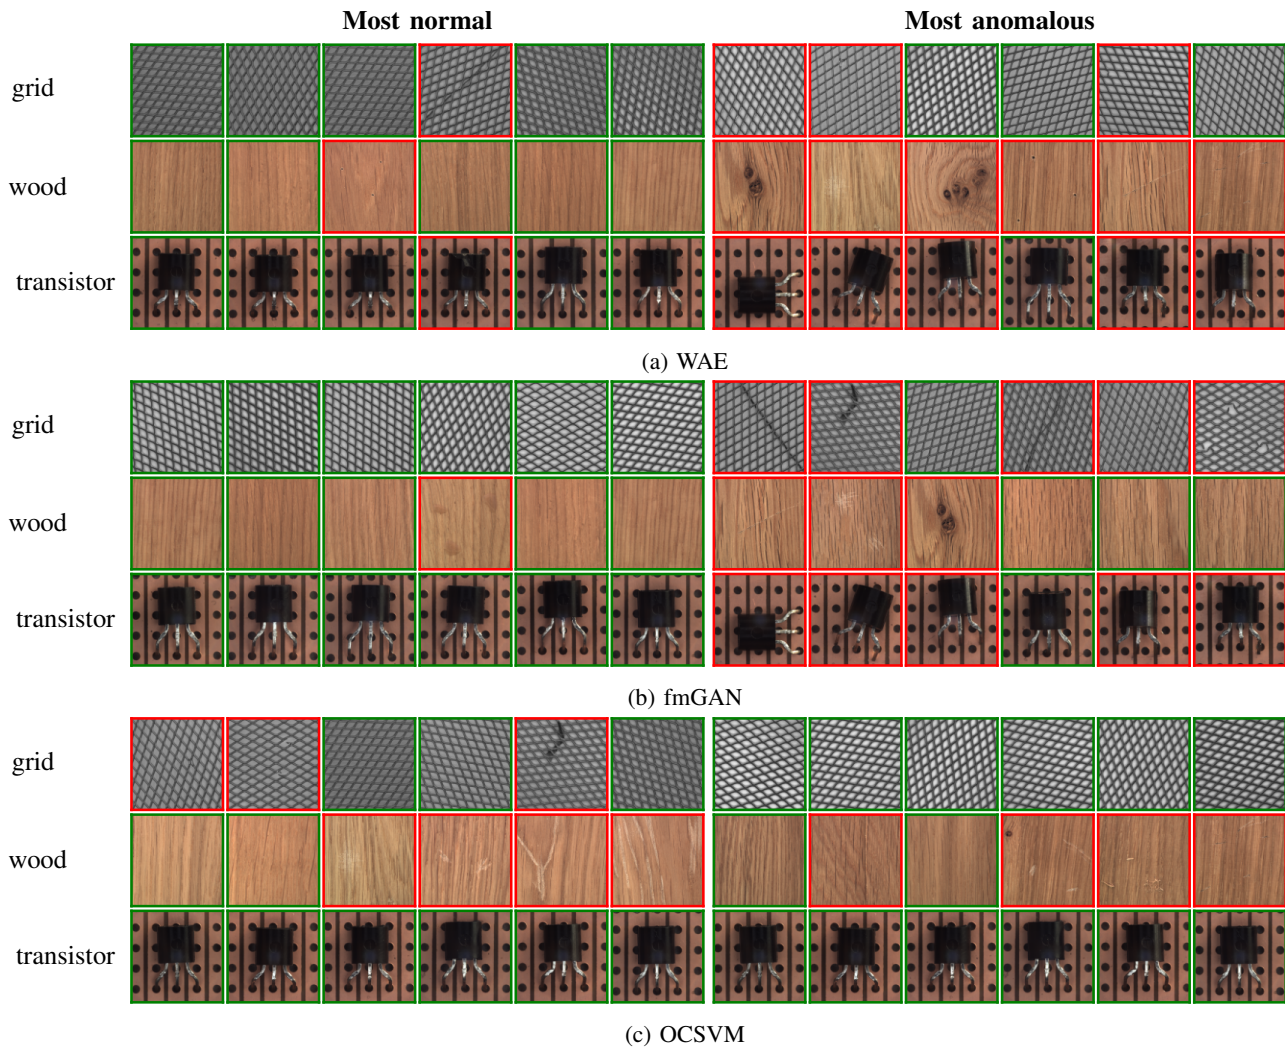 Most normal
Most anomalous
grid
wood
transistor
(a) WAE
grid
wood
transistor
(b) fmGAN
grid
wood
transistor
(c) OCSVM